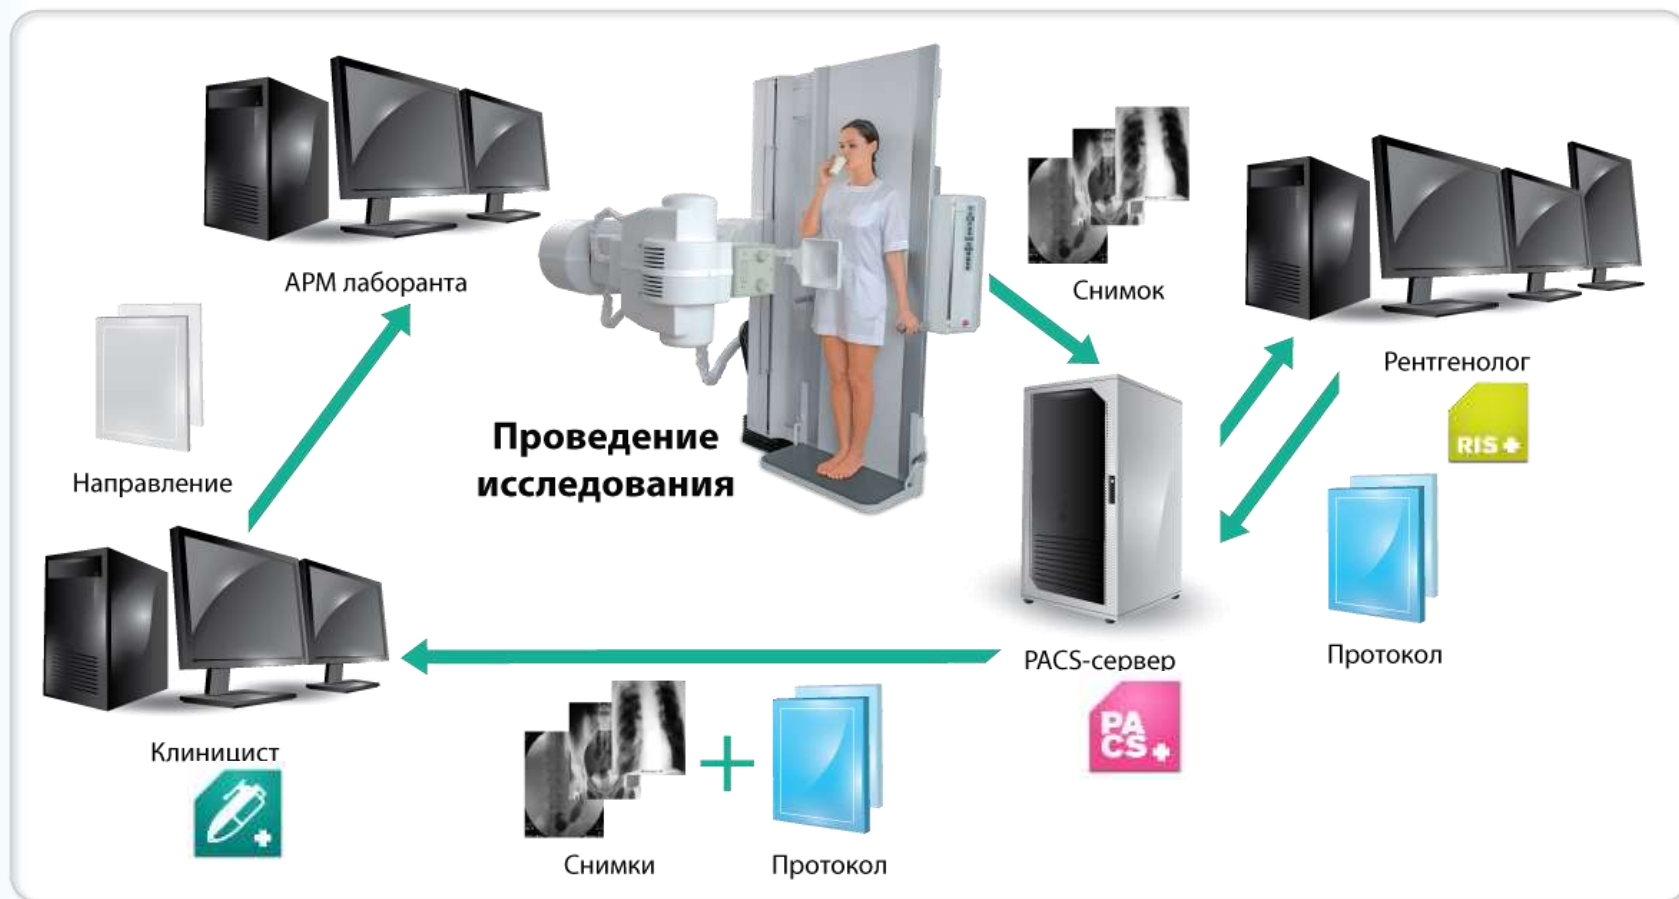 АРМ лаборанта
Снимок
Рентгенолог
RIS+
Направление
Проведение
исследования
PACS-сервер
Протокол
PA
CS+
Клиницист
Снимки
+
Протокол